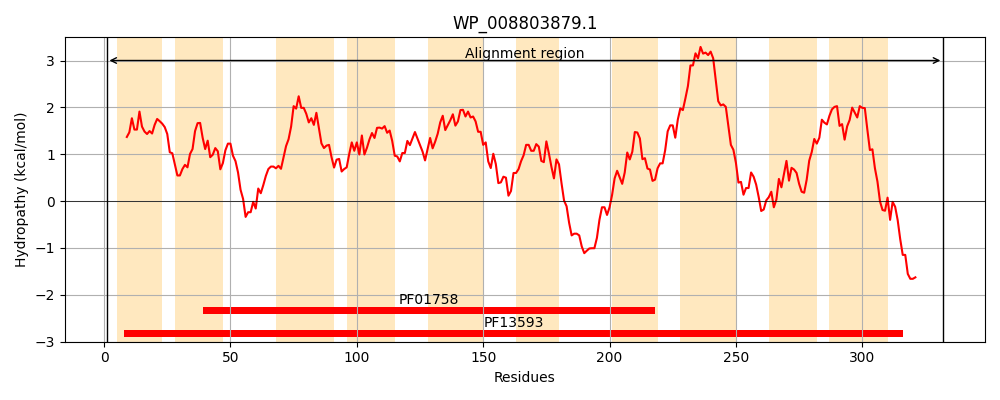 WP_008803879.1
Alignment region
Hydropathy (kcal/mol)
3
2
1
0
−1
−2
−3
PF01758
PF13593
0 50 100 150 200 250 300
Residues